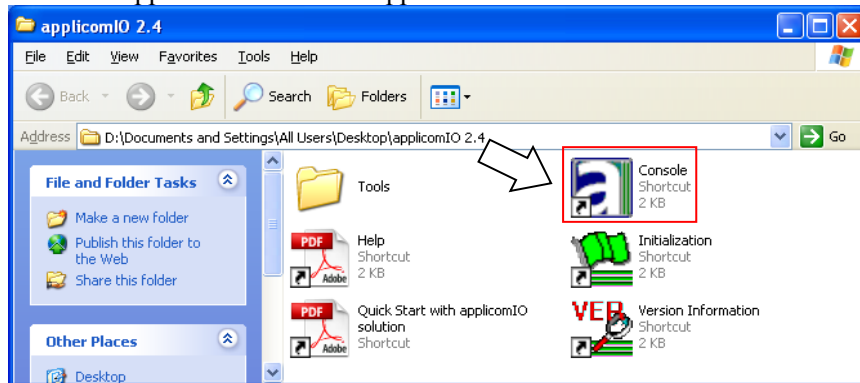 applicomIO 2.4
File Edit View Favorites Tools Help
Back Search Folders
Address D:\Documents and Settings\All Users\Desktop\applicomIO 2.4 Go
File and Folder Tasks
Make a new folder
Publish this folder to
the Web
Share this folder
Other Places
Desktop
Tools
Console
Shortcut
2 KB
PDF
Adobe
Help
Shortcut
2 KB
Initialization
Shortcut
2 KB
PDF
Adobe
Quick Start with applicomIO
solution
Shortcut
VER
Version Information
Shortcut
2 KB